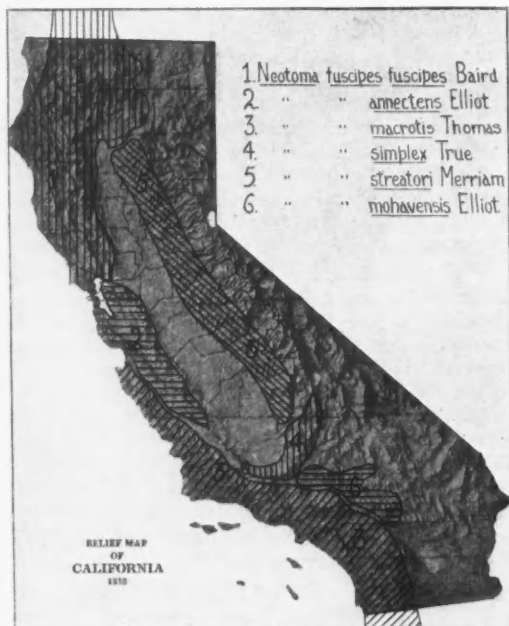 1. Neotoma fuscipes fuscipes Baird
2. " " annectens Elliot
3. " " macrotis Thomas
4. " " simplex True
5. " " streatori Merriam
6. " " mohavensis Elliot
RELIEF MAP
OF
CALIFORNIA